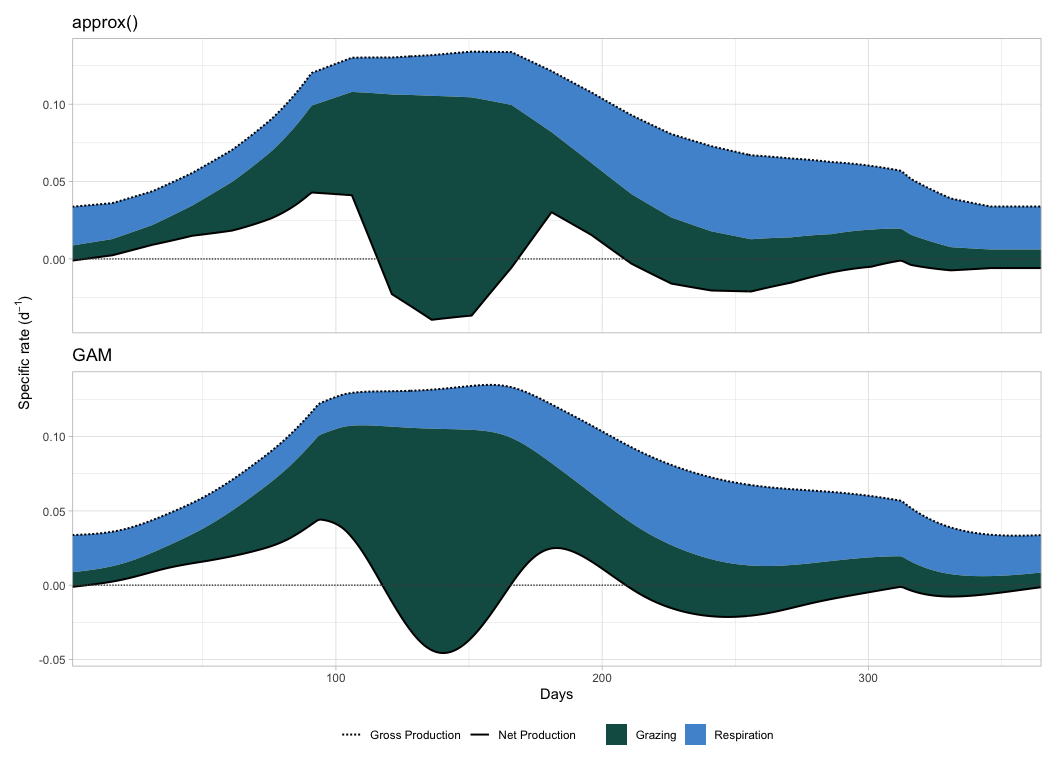 approx()
0.10
0.05
0.00
Specific rate (d⁻¹)
GAM
0.10
0.05
0.00
-0.05
100 200 300
Days
Gross Production Net Production Grazing Respiration